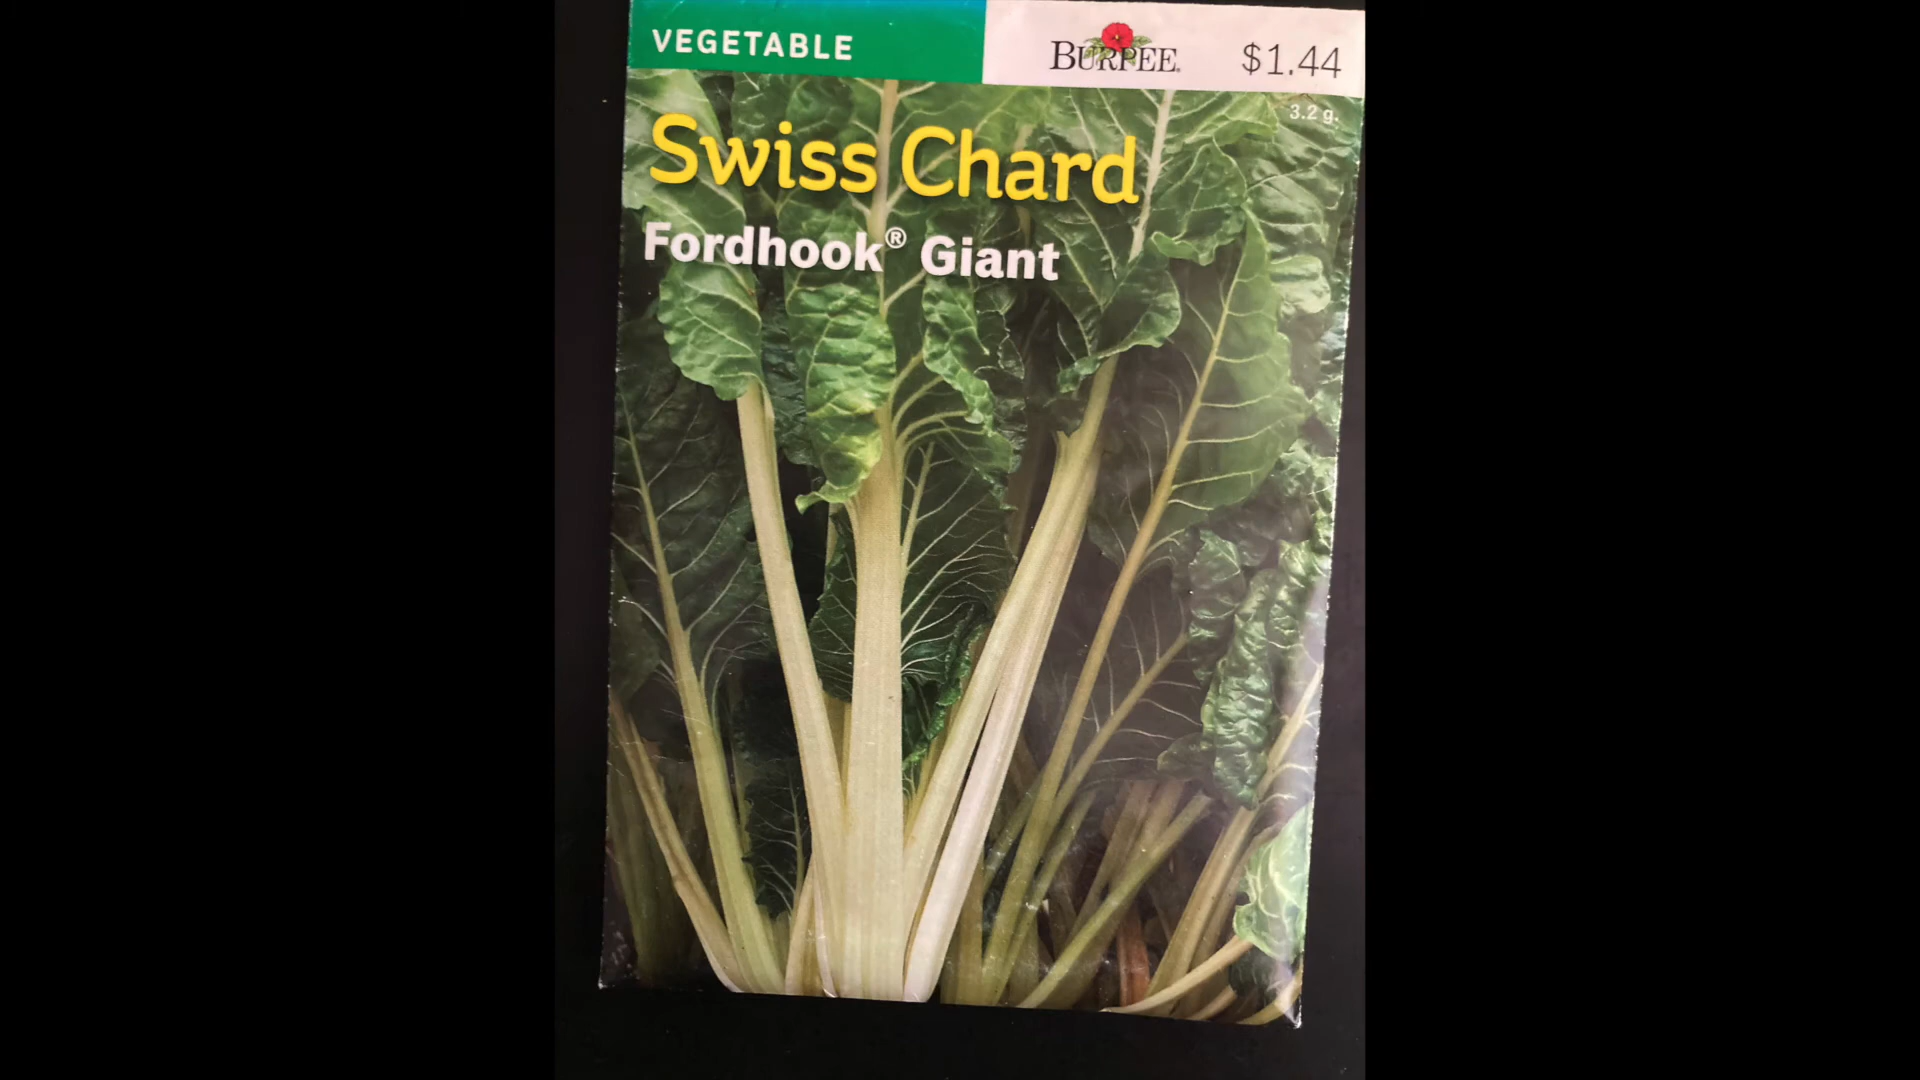 VEGETABLE
BURPEE® $1.44
3.2 g.
Swiss Chard
Fordhook® Giant